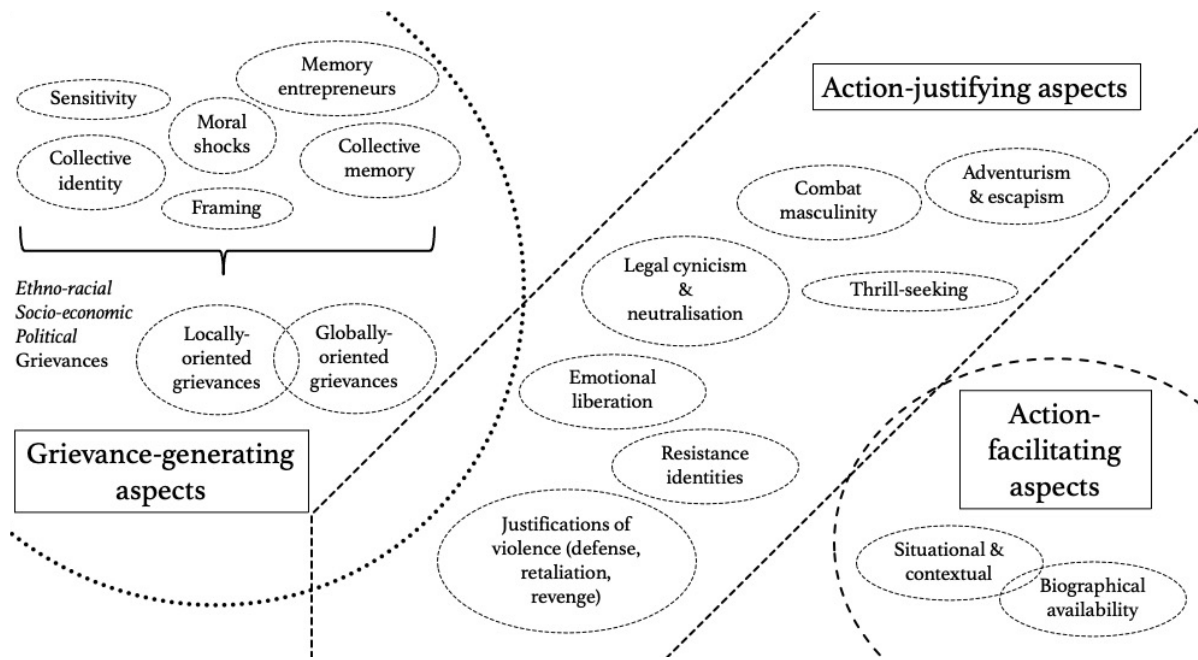 Memory
entrepreneurs
Sensitivity
Moral
shocks
Collective
identity
Collective
memory
Framing
Ethno-racial
Socio-economic
Political
Grievances
Locally-
oriented
grievances
Globally-
oriented
grievances
Grievance-generating
aspects
Action-justifying aspects
Combat
masculinity
Adventurism
& escapism
Legal cynicism
&
neutralisation
Thrill-seeking
Emotional
liberation
Resistance
identities
Justifications of
violence (defense,
retaliation,
revenge)
Action-
facilitating
aspects
Situational &
contextual
Biographical
availability